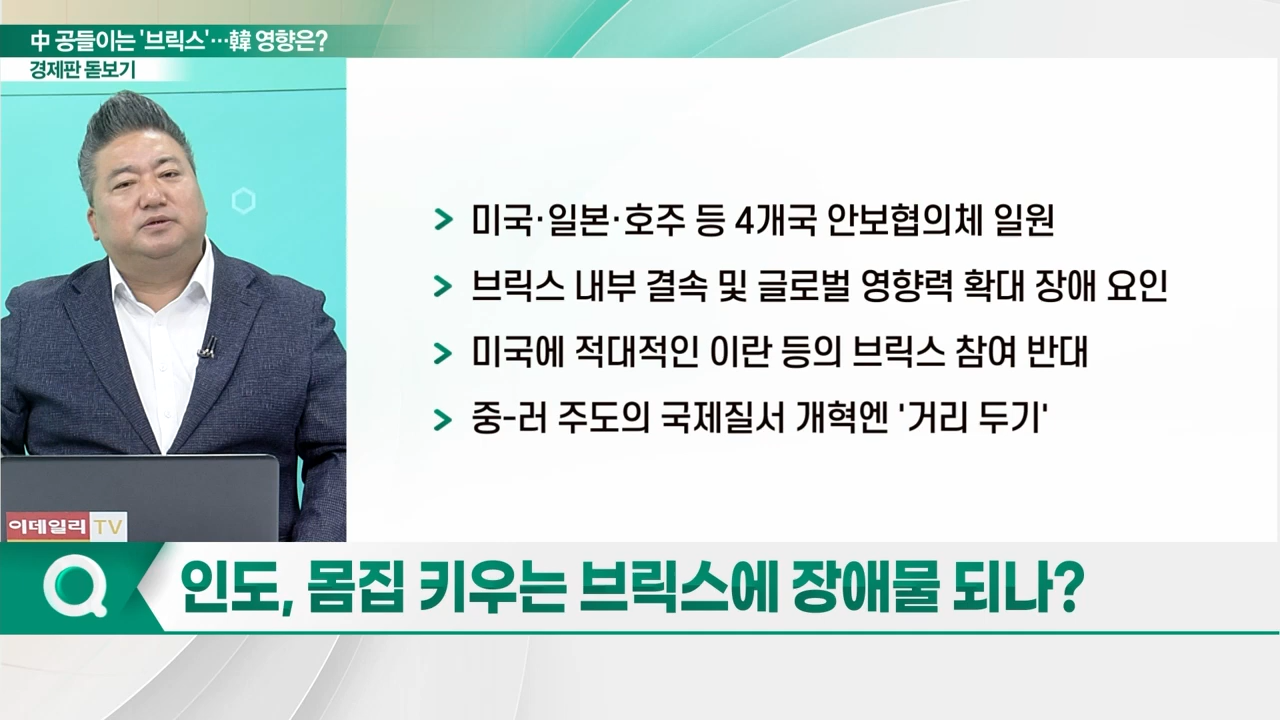 中 공들이는 '브릭스'…韓 영향은?
경제판 돋보기
> 미국·일본·호주 등 4개국 안보협의체 일원
> 브릭스 내부 결속 및 글로벌 영향력 확대 장애 요인
> 미국에 적대적인 이란 등의 브릭스 참여 반대
> 중-러 주도의 국제질서 개혁엔 '거리 두기'
이데일리 TV
Q 인도, 몸집 키우는 브릭스에 장애물 되나?